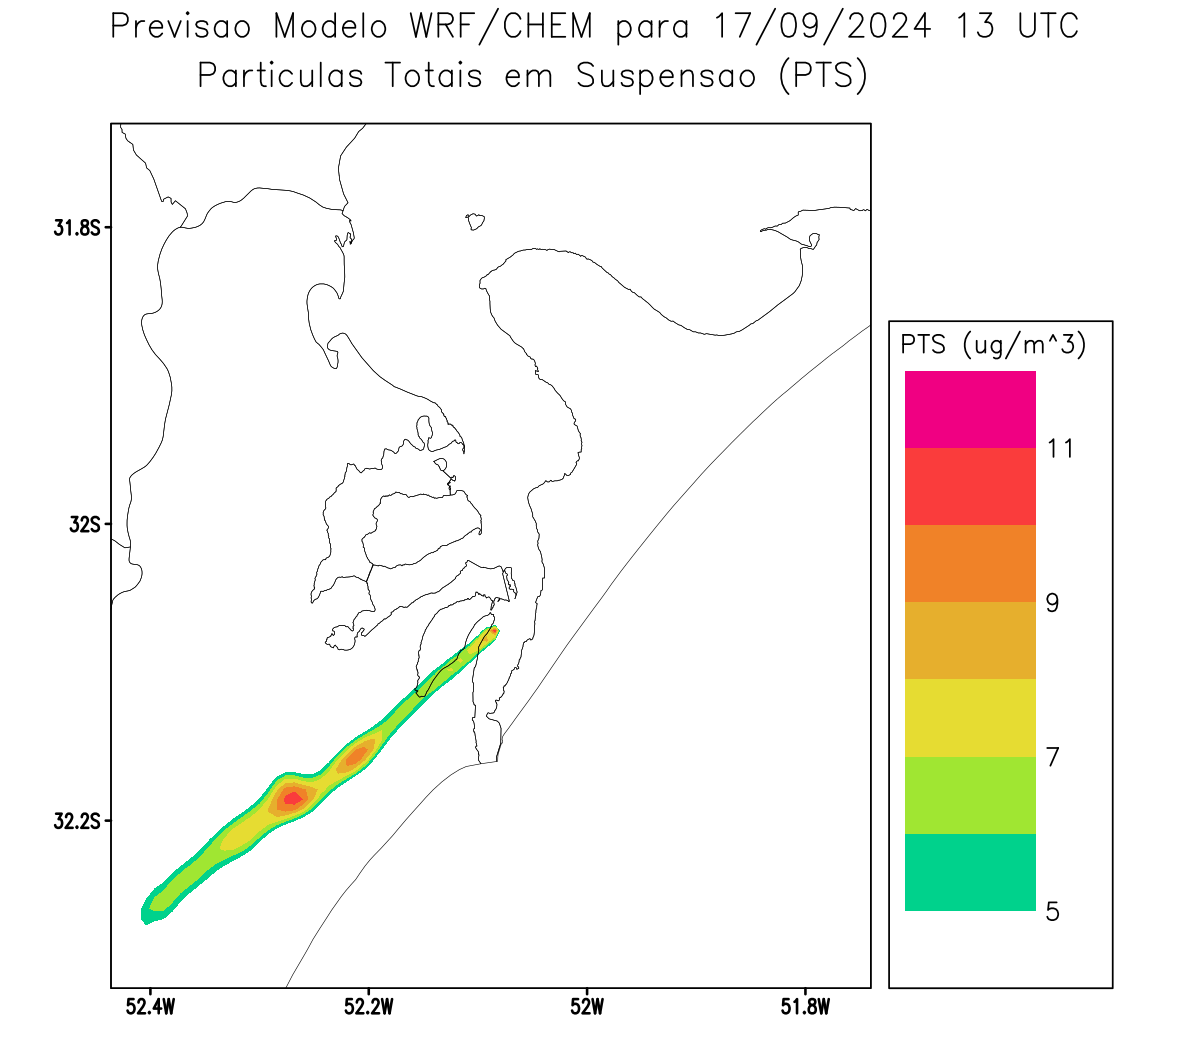 Previsao Modelo WRF/CHEM para 17/09/2024 13 UTC
Particulas Totais em Suspensao (PTS)
31.8S
32S
32.2S
52.4W
52.2W
52W
51.8W
PTS (ug/m^3)
11
9
7
5